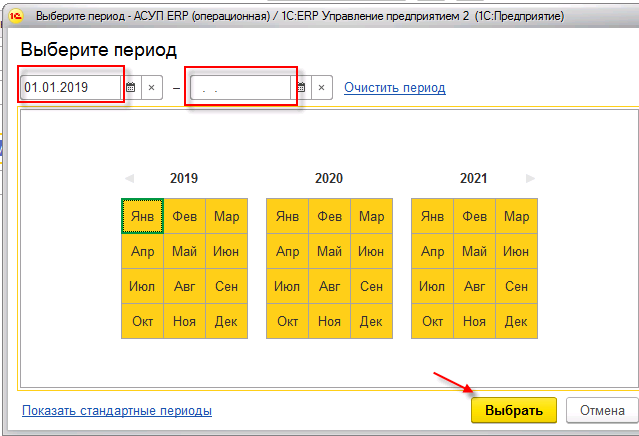 Выберите период - АСУП ERP (операционная) / 1С:ERP Управление предприятием 2 (1С:Предприятие)
Выберите период
01.01.2019 × – . . × Очистить период
2019 2020 2021
Янв Фев Мар Янв Фев Мар Янв Фев Мар
Апр Май Июн Апр Май Июн Апр Май Июн
Июл Авг Сен Июл Авг Сен Июл Авг Сен
Окт Ноя Дек Окт Ноя Дек Окт Ноя Дек
Показать стандартные периоды Выбрать Отмена